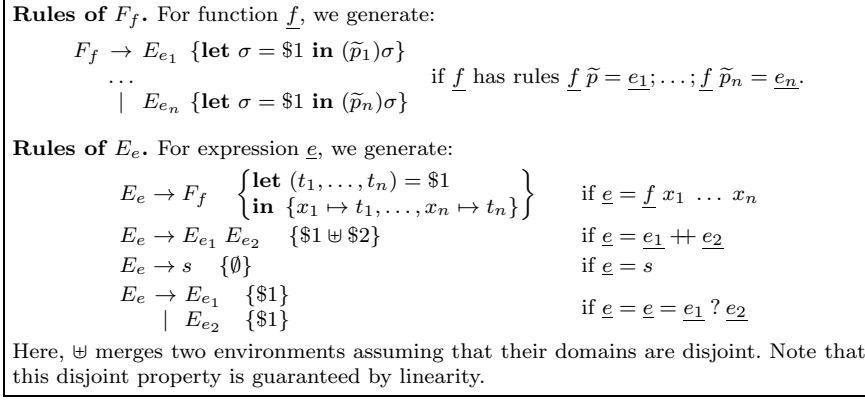 Rules of F_f. For function f, we generate:
F_f → E_{e_1} {let σ = $1 in (p̃_1)σ}
... if f has rules f p̃ = e_1; ...; f p̃_n = e_n.
| E_{e_n} {let σ = $1 in (p̃_n)σ}
Rules of E_e. For expression e, we generate:
E_e → F_f {let (t_1, ..., t_n) = $1 in {x_1 ↦ t_1, ..., x_n ↦ t_n}} if e = f x_1 ... x_n
E_e → E_{e_1} E_{e_2} {$1 ⊎ $2} if e = e_1 ++ e_2
E_e → s {∅} if e = s
E_e → E_{e_1} {$1}
| E_{e_2} {$1} if e = e = e_1 ? e_2
Here, ⊎ merges two environments assuming that their domains are disjoint. Note that
this disjoint property is guaranteed by linearity.